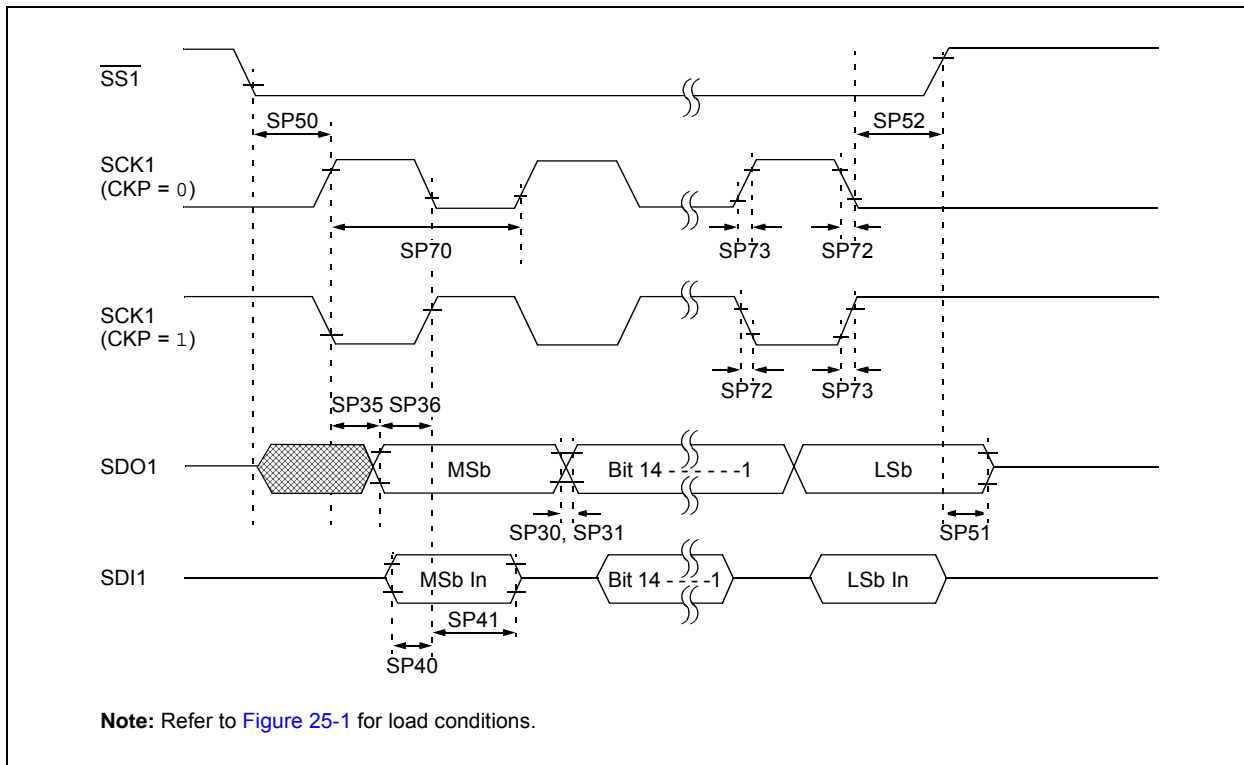 SS1
SP50
SP52
SCK1
(CKP = 0)
SP70
SP73
SP72
SCK1
(CKP = 1)
SP72
SP73
SP35
SP36
SDO1
MSb
Bit 14 - - - - - -1
LSb
SP30, SP31
SP51
SDI1
MSb In
Bit 14 - - - -1
LSb In
SP41
SP40
Note: Refer to Figure 25-1 for load conditions.